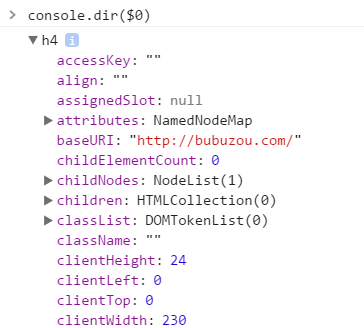 > console.dir($0)
▼ h4 i
accessKey: ""
align: ""
assignedSlot: null
▶ attributes: NamedNodeMap
baseURI: "http://bubuzou.com/"
childElementCount: 0
▶ childNodes: NodeList(1)
▶ children: HTMLCollection(0)
▶ classList: DOMTokenList(0)
className: ""
clientHeight: 24
clientLeft: 0
clientTop: 0
clientWidth: 230